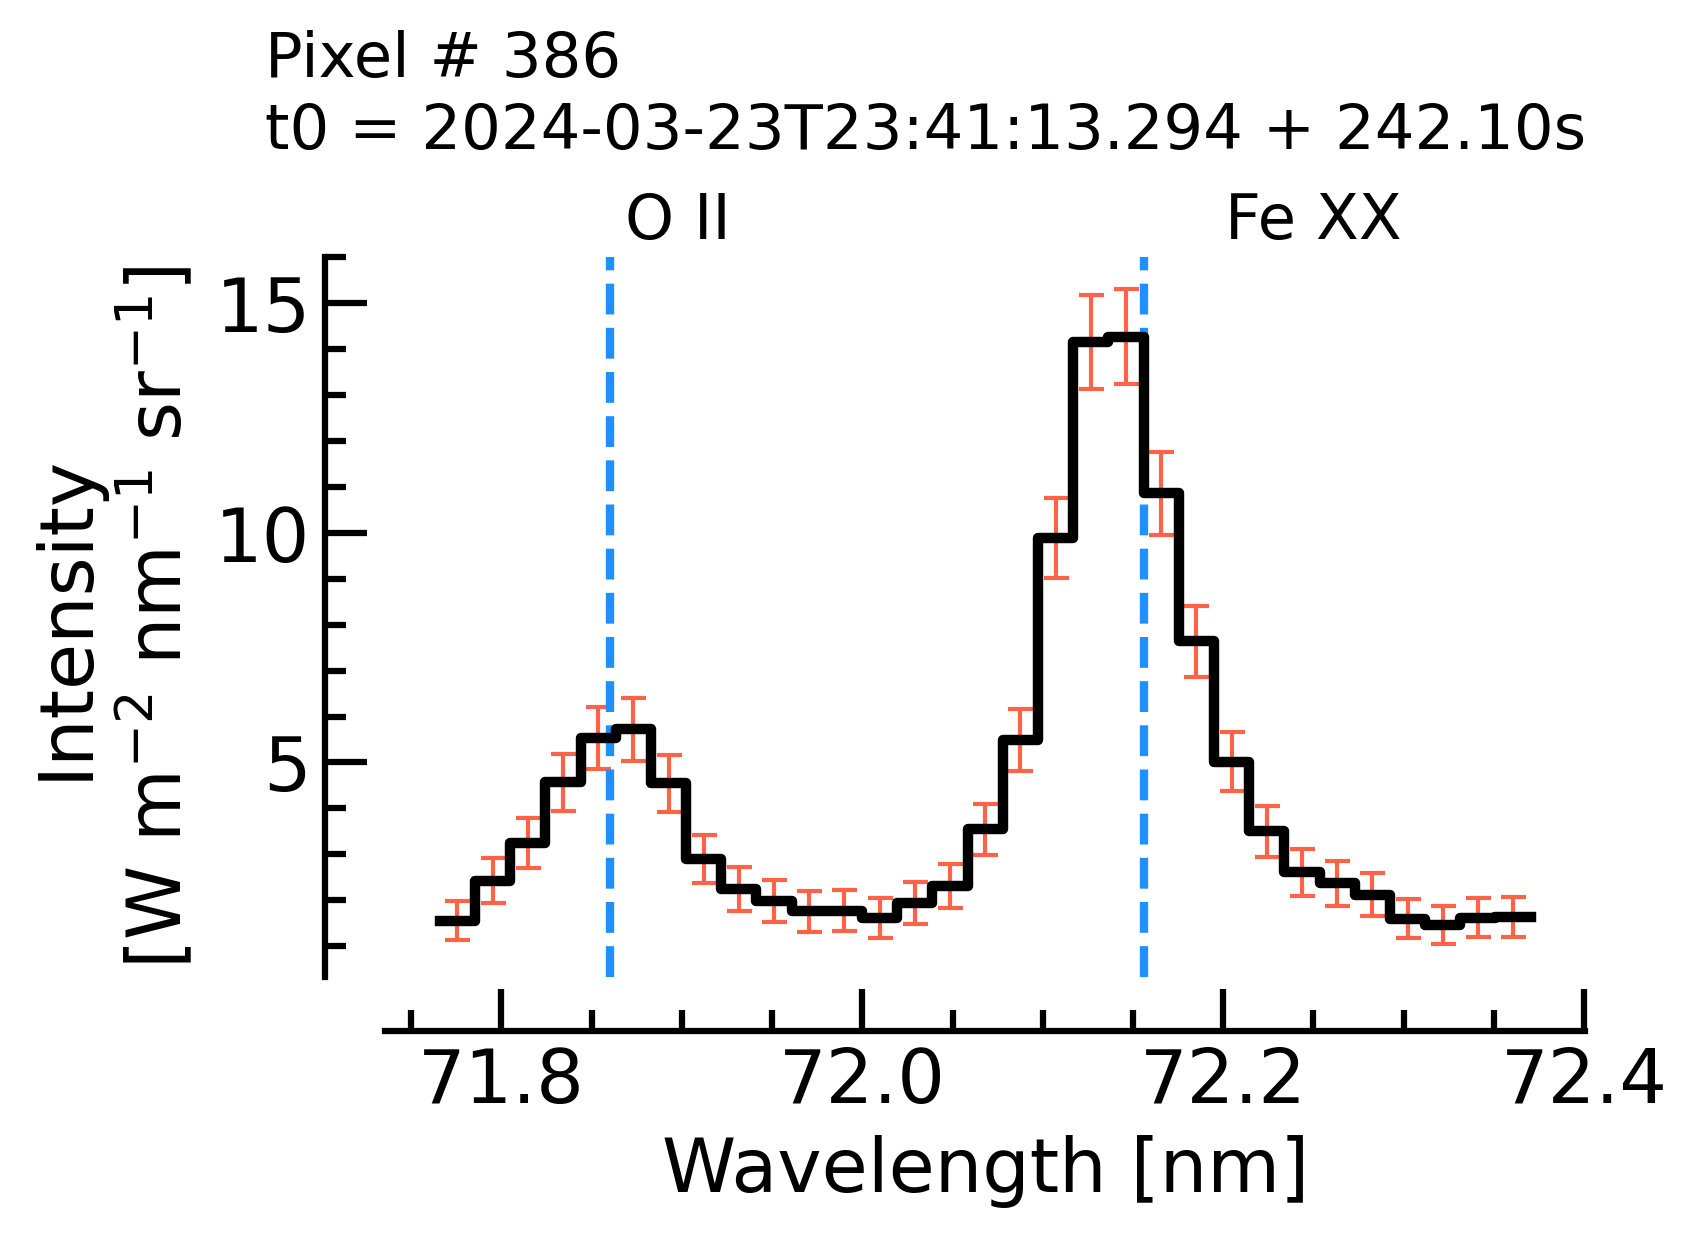 Pixel # 386
t0 = 2024-03-23T23:41:13.294 + 242.10s
O II
Fe XX
Intensity
[W m⁻² nm⁻¹ sr⁻¹]
15
10
5
71.8 72.0 72.2 72.4
Wavelength [nm]